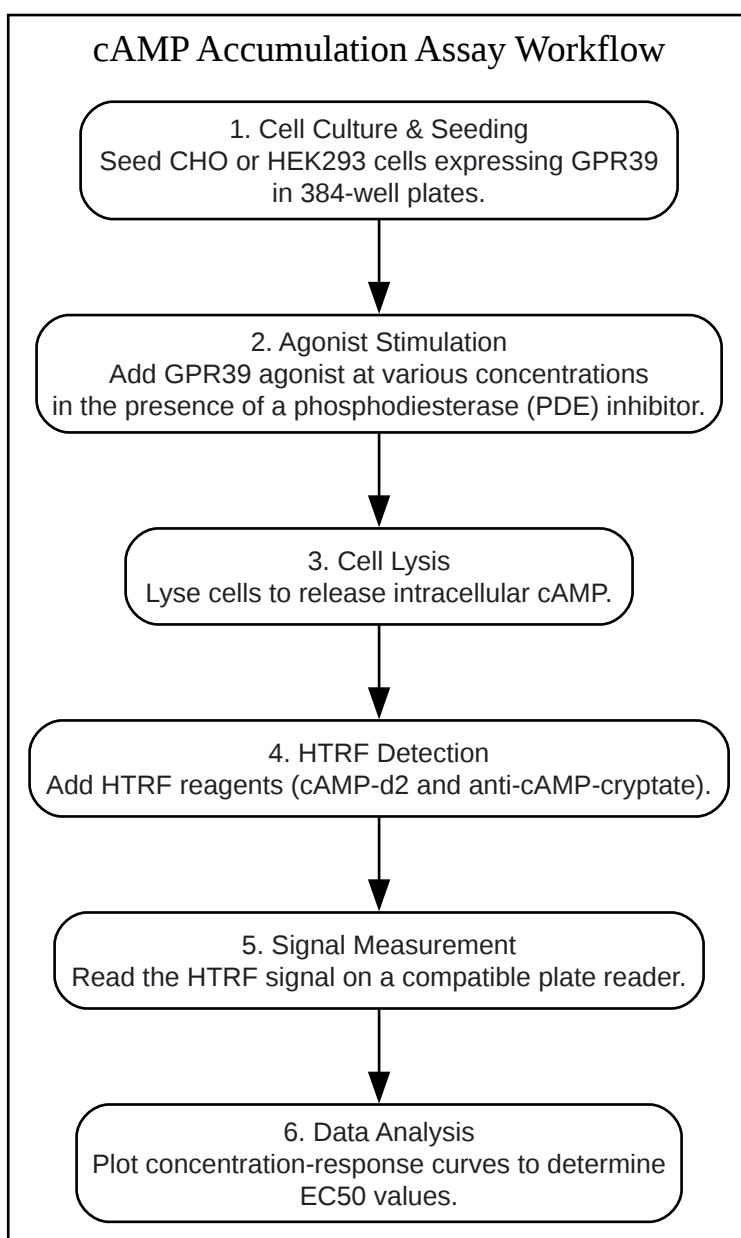 cAMP Accumulation Assay Workflow
1. Cell Culture & Seeding
Seed CHO or HEK293 cells expressing GPR39
in 384-well plates.
2. Agonist Stimulation
Add GPR39 agonist at various concentrations
in the presence of a phosphodiesterase (PDE) inhibitor.
3. Cell Lysis
Lyse cells to release intracellular cAMP.
4. HTRF Detection
Add HTRF reagents (cAMP-d2 and anti-cAMP-cryptate).
5. Signal Measurement
Read the HTRF signal on a compatible plate reader.
6. Data Analysis
Plot concentration-response curves to determine
EC50 values.